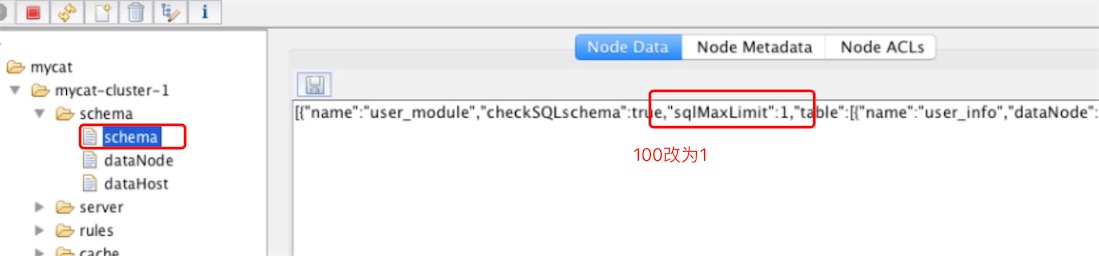 Node Data
Node Metadata
Node ACLs
mycat
mycat-cluster-1
schema
schema
dataNode
dataHost
server
rules
cache
[{"name":"user_module","checkSQLschema":true,"sqlMaxLimit":1,"table":[{"name":"user_info","dataNode":
100改为1